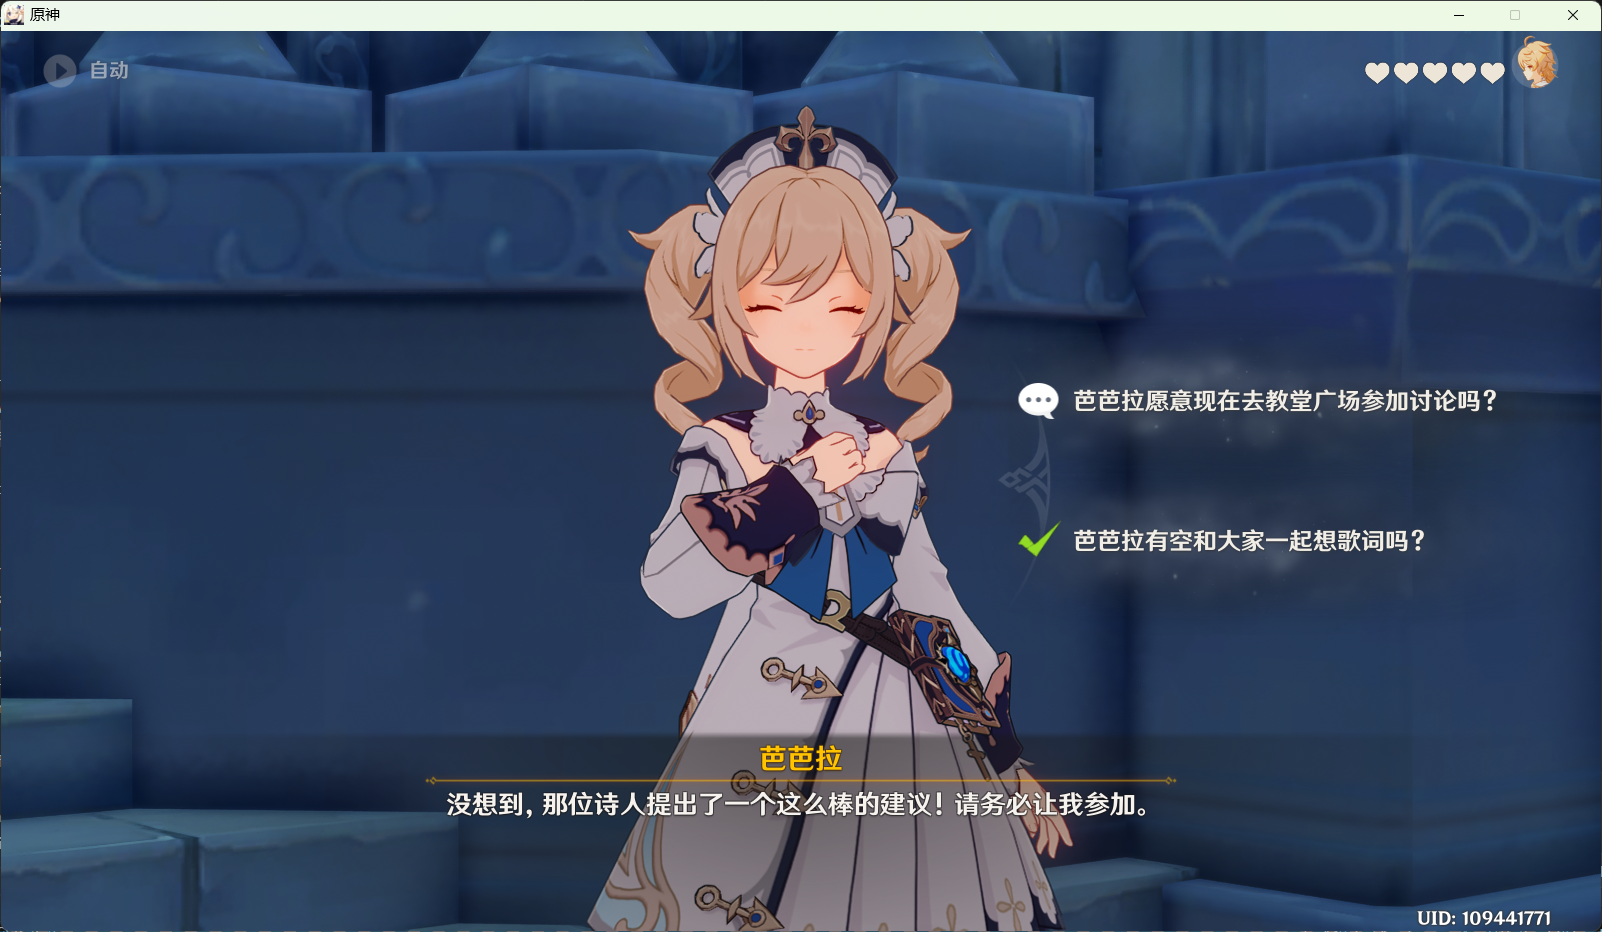 原神
自动
芭芭拉愿意现在去教堂广场参加讨论吗？
芭芭拉有空和大家一起想歌词吗？
芭芭拉
没想到，那位诗人提出了一个这么棒的建议！请务必让我参加。
UID: 109441771